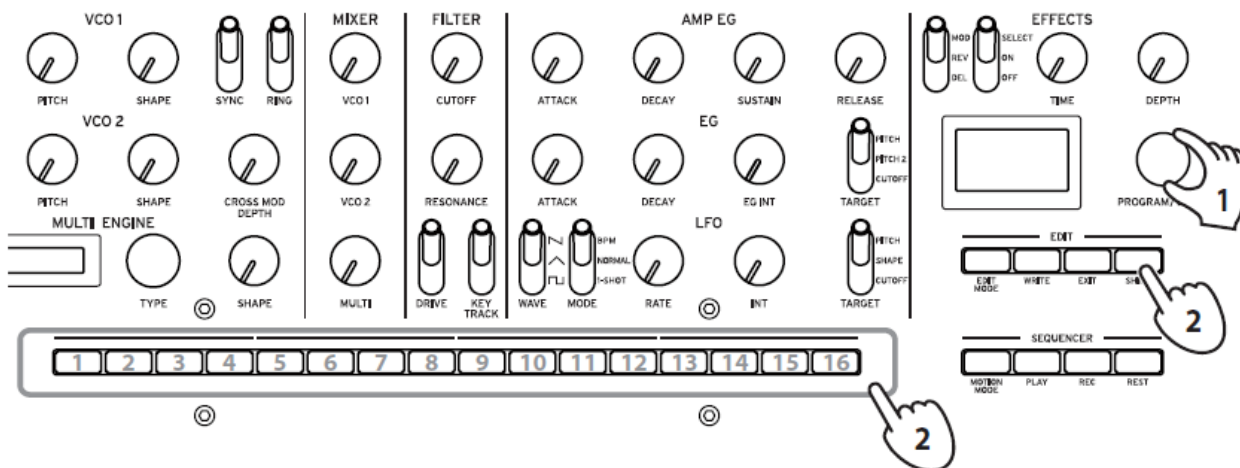 VCO 1 MIXER FILTER AMP EG EFFECTS
MOD SELECT
REV ON
DEL OFF
PITCH SHAPE SYNC RING VCO 1 CUTOFF ATTACK DECAY SUSTAIN RELEASE TIME DEPTH
VCO 2 EG
PITCH
PITCH 2
CUTOFF
PITCH SHAPE CROSS MOD DEPTH VCO 2 RESONANCE ATTACK DECAY EG INT TARGET PROGRAM/
1
MULTI ENGINE LFO EDIT
BPM PITCH
NORMAL SHAPE
1-SHOT CUTOFF
TYPE SHAPE MULTI DRIVE KEY TRACK WAVE MODE RATE INT TARGET EDIT MODE WRITE EXIT
2
SEQUENCER
1 2 3 4 5 6 7 8 9 10 11 12 13 14 15 16
MOTION MODE PLAY REC REST
2